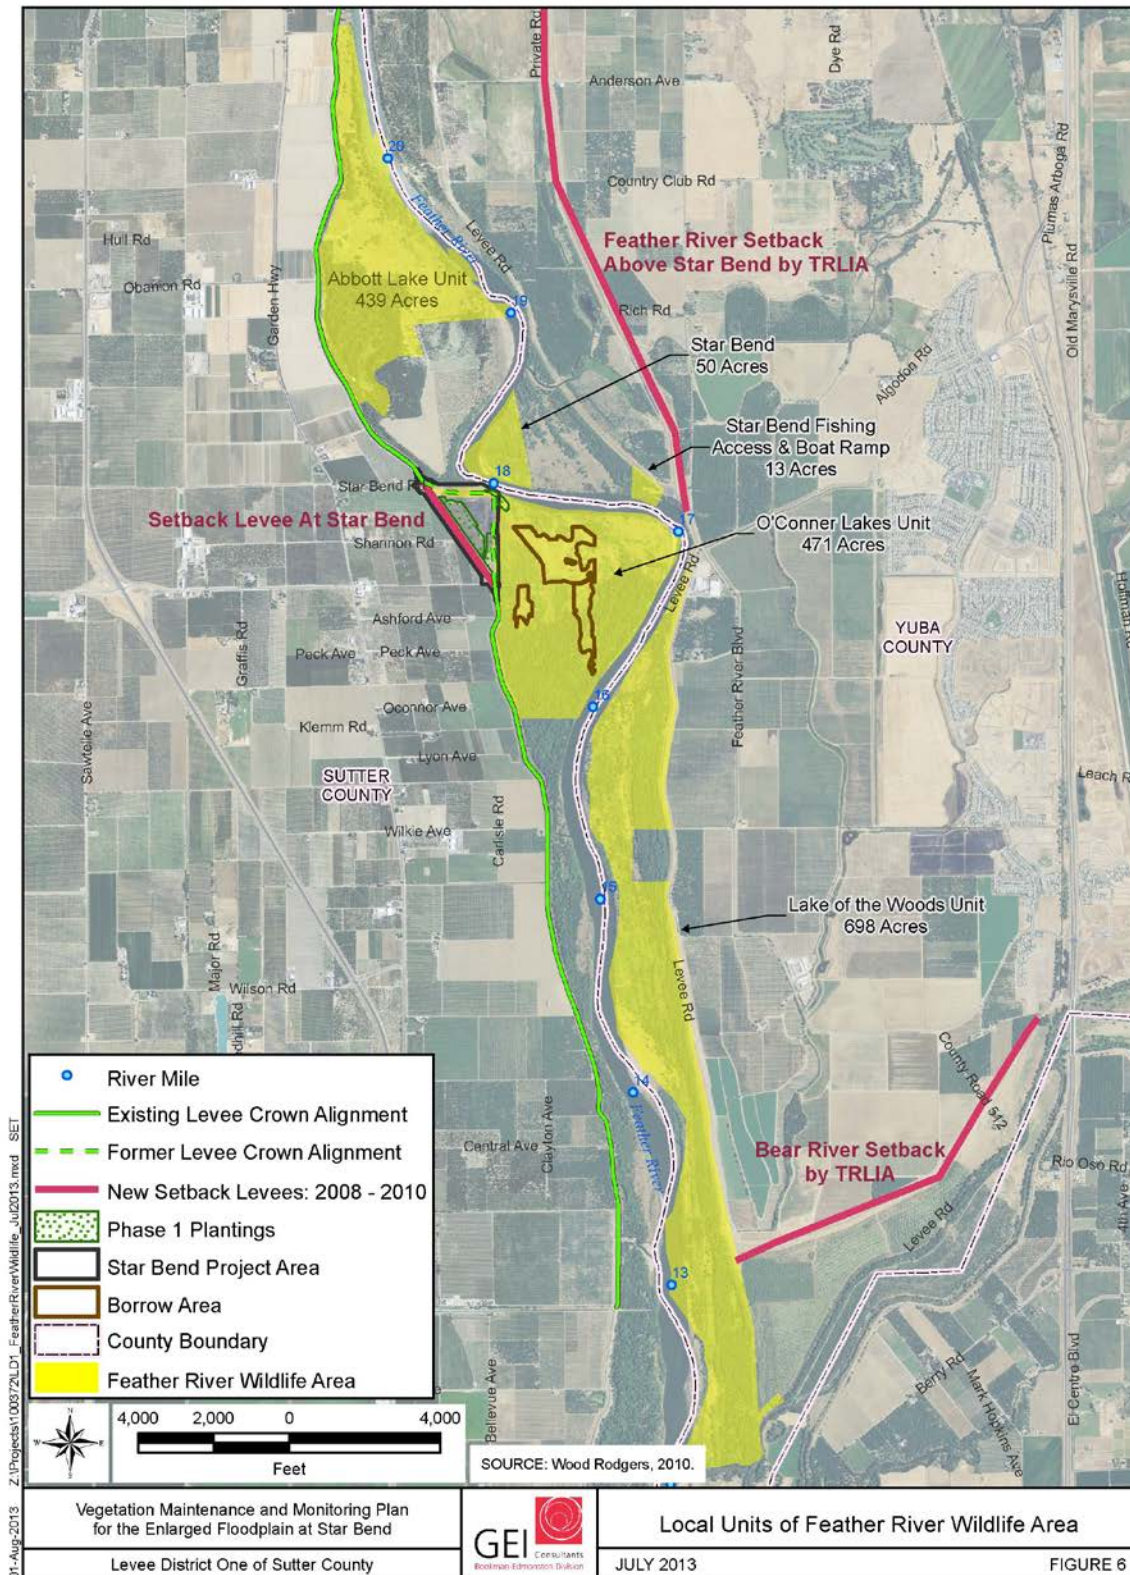 Private Rd
Dye Rd
Anderson Ave
Plumas Arboga Rd
20
Country Club Rd
Feather River
Levee Rd
Hull Rd
Feather River Setback
Above Star Bend by TRLIA
Abbott Lake Unit
439 Acres
Obanion Rd
Garden Hwy
19
Rich Rd
Old Marysville Rd
Star Bend
50 Acres
Algodon Rd
Star Bend Fishing
Access & Boat Ramp
13 Acres
18
Star Bend R
Setback Levee At Star Bend
Shannon Rd
O'Conner Lakes Unit
471 Acres
Levee Rd
Ashford Ave
Graffis Rd
Peck Ave
Peck Ave
YUBA
COUNTY
Feather River Blvd
Oconnor Ave
16
Klemm Rd
Sawtelle Ave
Lyon Ave
Leach R
SUTTER
COUNTY
Wilkie Ave
Carlisle Rd
15
Lake of the Woods Unit
698 Acres
Major Rd
Wilson Rd
Levee Rd
dhill Rd
14
Feather River
County Road 512
Clayton Ave
Central Ave
Bear River Setback
by TRLIA
Rio Oso Rd
Levee Rd
4th Ave
13
Berry Rd
Mark Hopkins Ave
El Centro Blvd
Bellevue Ave
River Mile
Existing Levee Crown Alignment
Former Levee Crown Alignment
New Setback Levees: 2008 - 2010
Phase 1 Plantings
Star Bend Project Area
Borrow Area
County Boundary
Feather River Wildlife Area
N
W
E
S
4,000 2,000 0 4,000
Feet
SOURCE: Wood Rodgers, 2010.
01-Aug-2013 Z:\Projects\100372\LD1_FeatherRiverWildlife_Jul2013.mxd SET
Vegetation Maintenance and Monitoring Plan
for the Enlarged Floodplain at Star Bend
Levee District One of Sutter County
GEI Consultants
Bookman-Edmonston Division
Local Units of Feather River Wildlife Area
JULY 2013
FIGURE 6